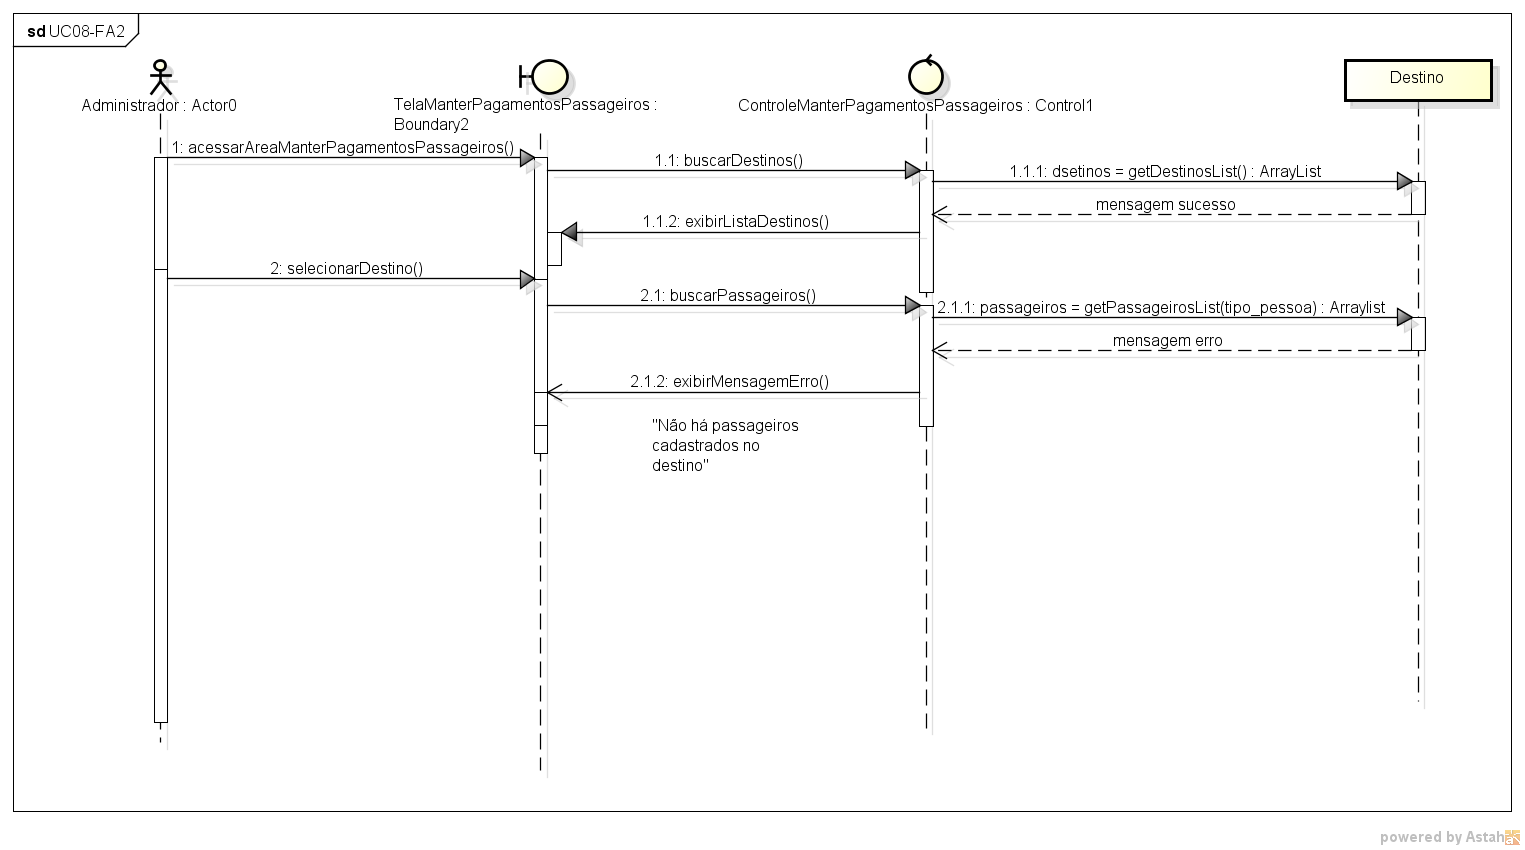 sd UC08-FA2
Administrador : Actor0
TelaManterPagamentosPassageiros :
Boundary2
ControleManterPagamentosPassageiros : Control1
Destino
1: acessarAreaManterPagamentosPassageiros()
1.1: buscarDestinos()
1.1.1: dsetinos = getDestinosList() : ArrayList
mensagem sucesso
1.1.2: exibirListaDestinos()
2: selecionarDestino()
2.1: buscarPassageiros()
2.1.1: passageiros = getPassageirosList(tipo_pessoa) : Arraylist
mensagem erro
2.1.2: exibirMensagemErro()
"Não há passageiros
cadastrados no
destino"
powered by Astah